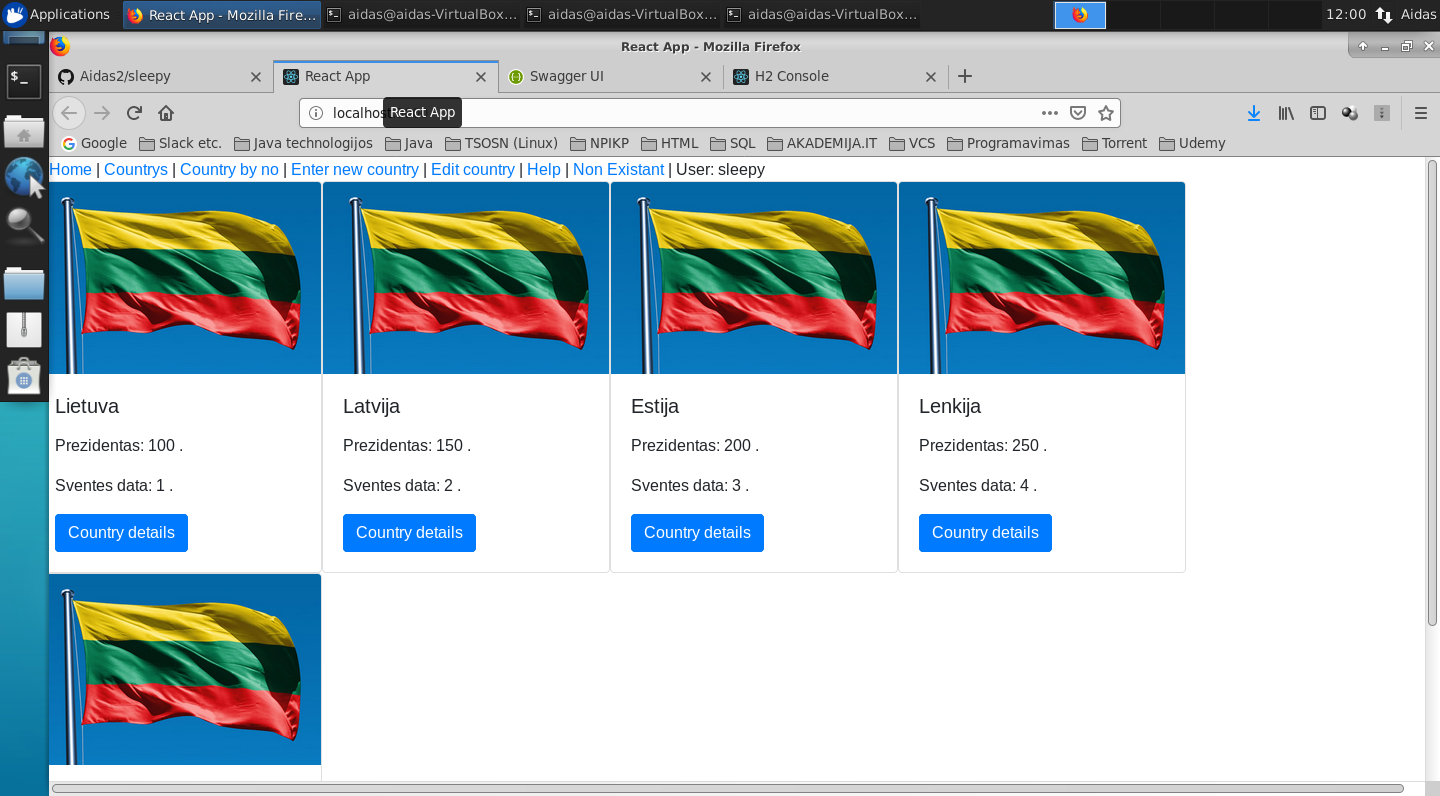 Applications
React App - Mozilla Fire...
aidas@aidas-VirtualBox...
aidas@aidas-VirtualBox...
aidas@aidas-VirtualBox...
12:00
Aidas
React App - Mozilla Firefox
Aidas2/sleepy
React App
Swagger UI
H2 Console
localhos
React App
Google
Slack etc.
Java technologijos
Java
TSOSN (Linux)
NPIKP
HTML
SQL
AKADEMIJA.IT
VCS
Programavimas
Torrent
Udemy
Home | Countrys | Country by no | Enter new country | Edit country | Help | Non Existant | User: sleepy
Lietuva
Prezidentas: 100 .
Sventes data: 1 .
Country details
Latvija
Prezidentas: 150 .
Sventes data: 2 .
Country details
Estija
Prezidentas: 200 .
Sventes data: 3 .
Country details
Lenkija
Prezidentas: 250 .
Sventes data: 4 .
Country details